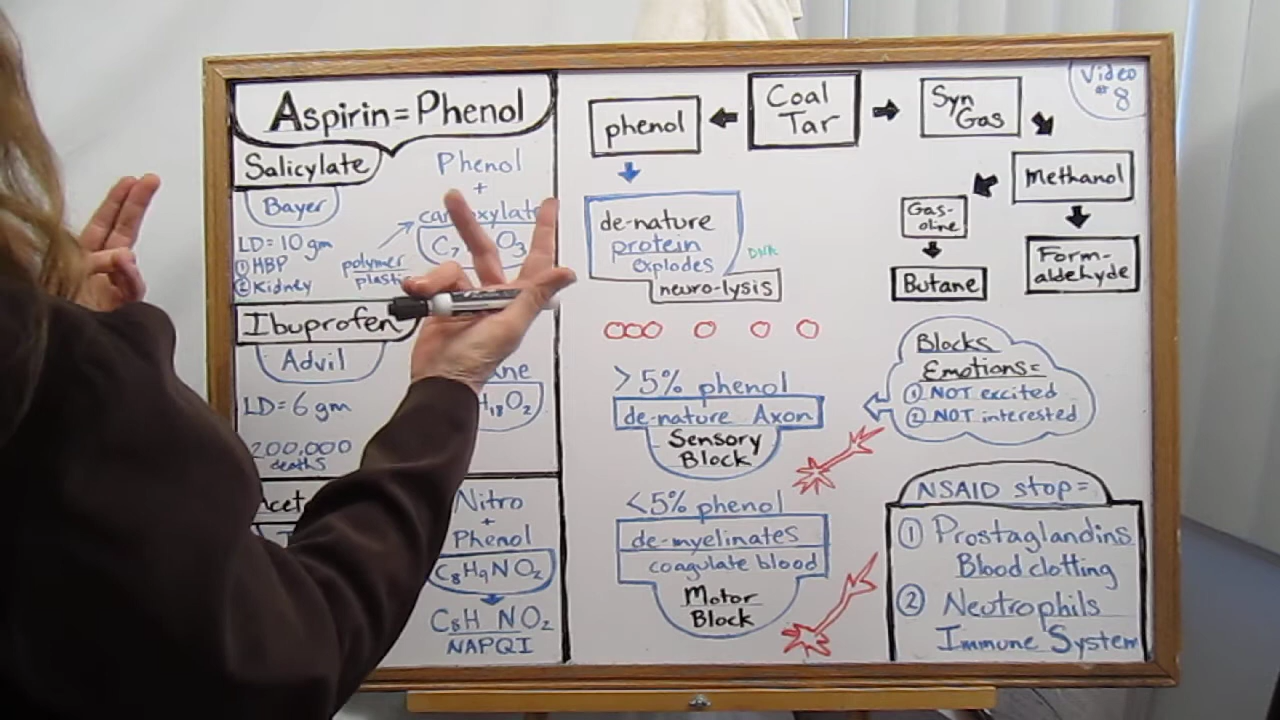 Aspirin = Phenol
Salicylate
Bayer
LD = 10 gm
① HBP
② Kidney
Phenol
+
polymer
C₇ O₃
Ibuprofen
Advil
LD = 6 gm
200,000
deaths
H₁₈O₂
Nitro
+
Phenol
C₈H₉NO₂
C₈H NO₂
NAPQI
Coal
Tar
phenol
de-nature
protein
explodes
DNA
neuro-lysis
>5% phenol
de-nature Axon
Sensory
Block
<5% phenol
de-myelinates
coagulate blood
Motor
Block
Syn
Gas
Video
# 8
Methanol
Gas-
oline
Butane
Form-
aldehyde
Blocks
Emotions =
① NOT excited
② NOT interested
NSAID stop =
① Prostaglandins
Blood clotting
② Neutrophils
Immune System